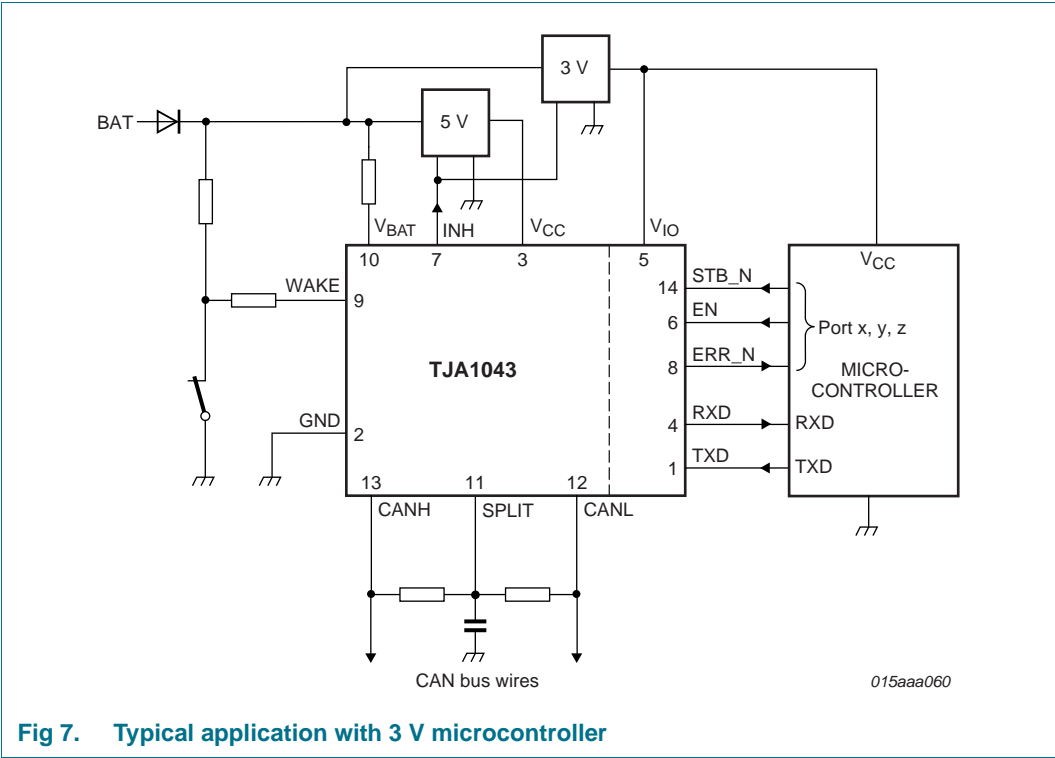 3 V
BAT
5 V
VBAT
INH
VCC
VIO
10
7
3
5
VCC
WAKE
9
14
STB_N
6
EN
Port x, y, z
8
ERR_N
TJA1043
MICRO-
CONTROLLER
GND
2
4
RXD
RXD
1
TXD
TXD
13
11
12
CANH
SPLIT
CANL
CAN bus wires
015aaa060
Fig 7. Typical application with 3 V microcontroller